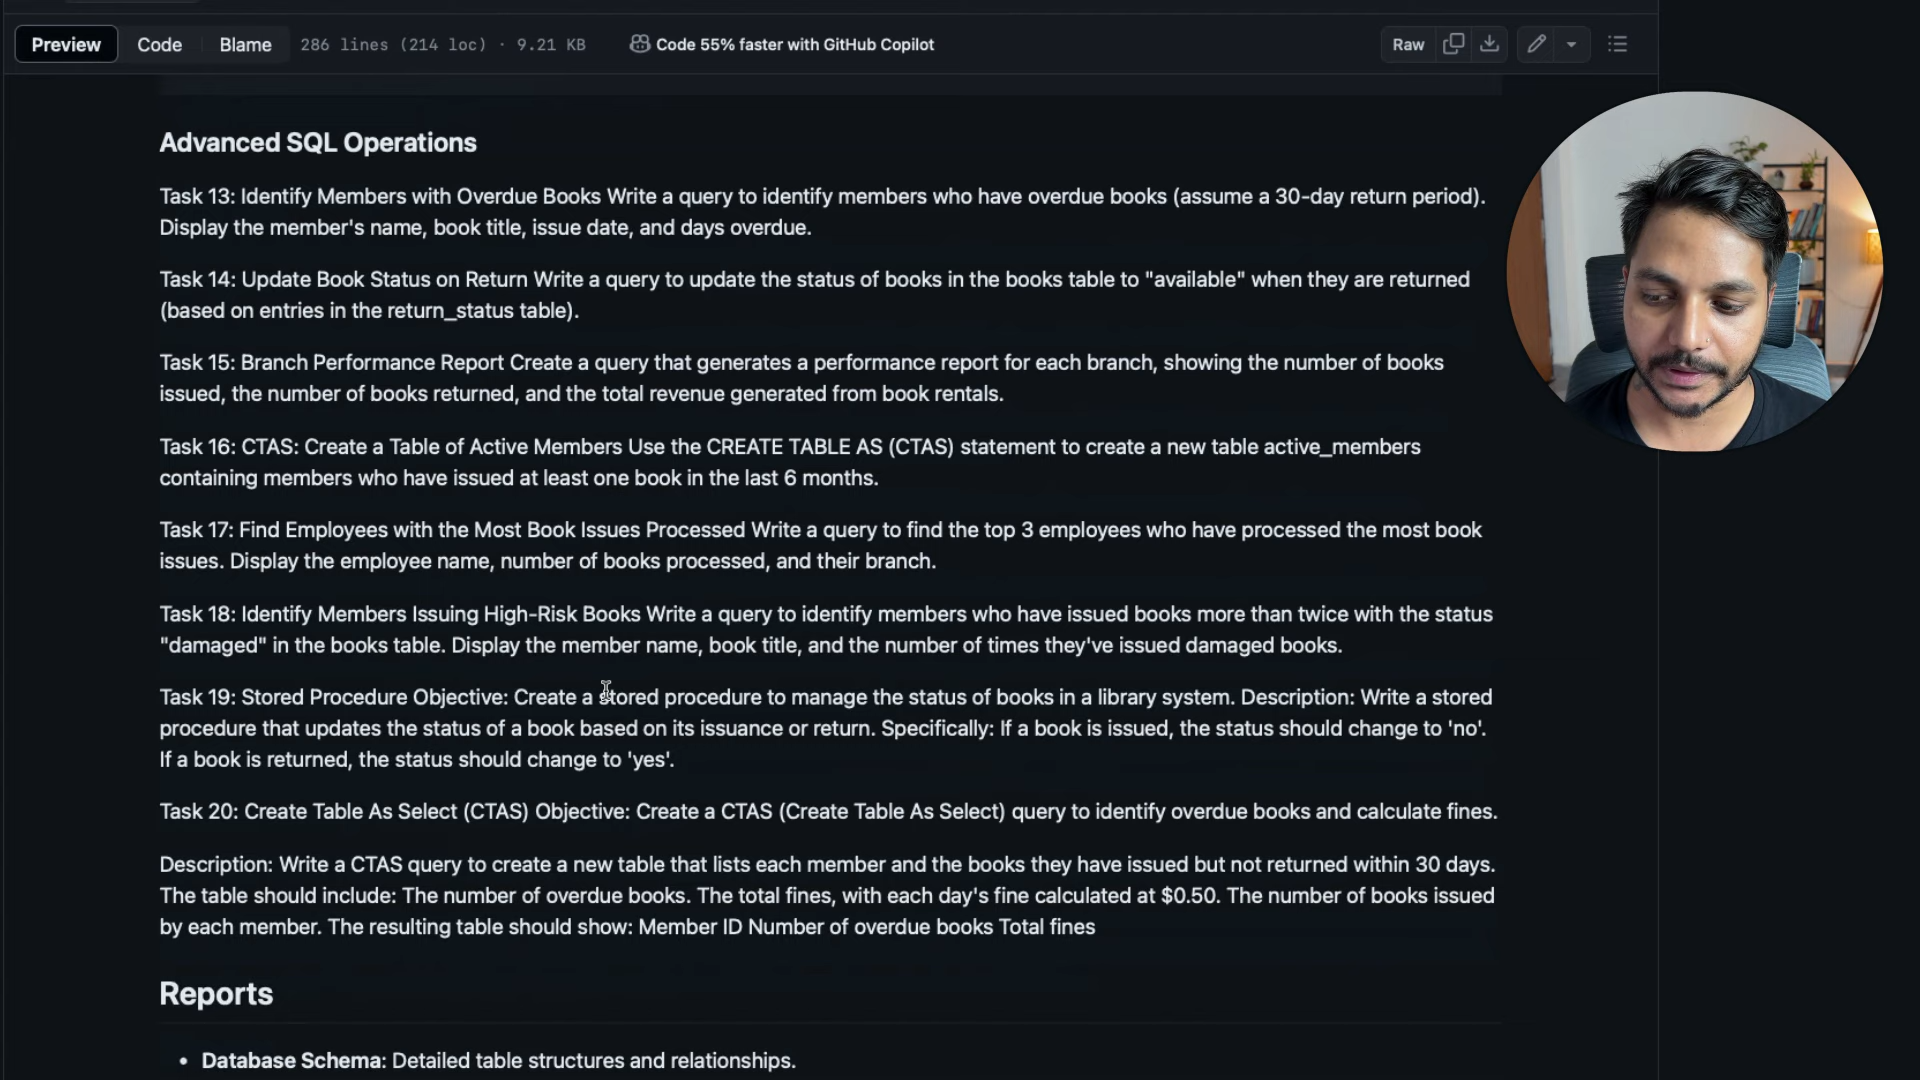 Preview Code Blame 286 lines (214 loc) · 9.21 KB Code 55% faster with GitHub Copilot Raw
Advanced SQL Operations
Task 13: Identify Members with Overdue Books Write a query to identify members who have overdue books (assume a 30-day return period).
Display the member's name, book title, issue date, and days overdue.
Task 14: Update Book Status on Return Write a query to update the status of books in the books table to "available" when they are returned
(based on entries in the return_status table).
Task 15: Branch Performance Report Create a query that generates a performance report for each branch, showing the number of books
issued, the number of books returned, and the total revenue generated from book rentals.
Task 16: CTAS: Create a Table of Active Members Use the CREATE TABLE AS (CTAS) statement to create a new table active_members
containing members who have issued at least one book in the last 6 months.
Task 17: Find Employees with the Most Book Issues Processed Write a query to find the top 3 employees who have processed the most book
issues. Display the employee name, number of books processed, and their branch.
Task 18: Identify Members Issuing High-Risk Books Write a query to identify members who have issued books more than twice with the status
"damaged" in the books table. Display the member name, book title, and the number of times they've issued damaged books.
Task 19: Stored Procedure Objective: Create a stored procedure to manage the status of books in a library system. Description: Write a stored
procedure that updates the status of a book based on its issuance or return. Specifically: If a book is issued, the status should change to 'no'.
If a book is returned, the status should change to 'yes'.
Task 20: Create Table As Select (CTAS) Objective: Create a CTAS (Create Table As Select) query to identify overdue books and calculate fines.
Description: Write a CTAS query to create a new table that lists each member and the books they have issued but not returned within 30 days.
The table should include: The number of overdue books. The total fines, with each day's fine calculated at $0.50. The number of books issued
by each member. The resulting table should show: Member ID Number of overdue books Total fines
Reports
• Database Schema: Detailed table structures and relationships.